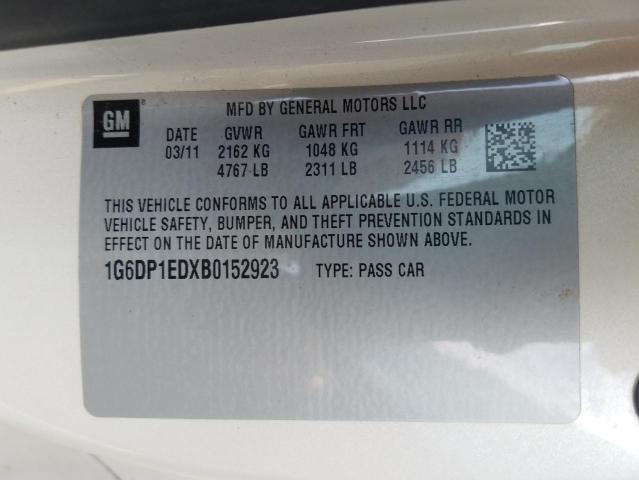 GM
MFD BY GENERAL MOTORS LLC
DATE GVWR GAWR FRT GAWR RR
03/11 2162 KG 1048 KG 1114 KG
4767 LB 2311 LB 2456 LB
THIS VEHICLE CONFORMS TO ALL APPLICABLE U.S. FEDERAL MOTOR
VEHICLE SAFETY, BUMPER, AND THEFT PREVENTION STANDARDS IN
EFFECT ON THE DATE OF MANUFACTURE SHOWN ABOVE.
1G6DP1EDXB0152923 TYPE: PASS CAR